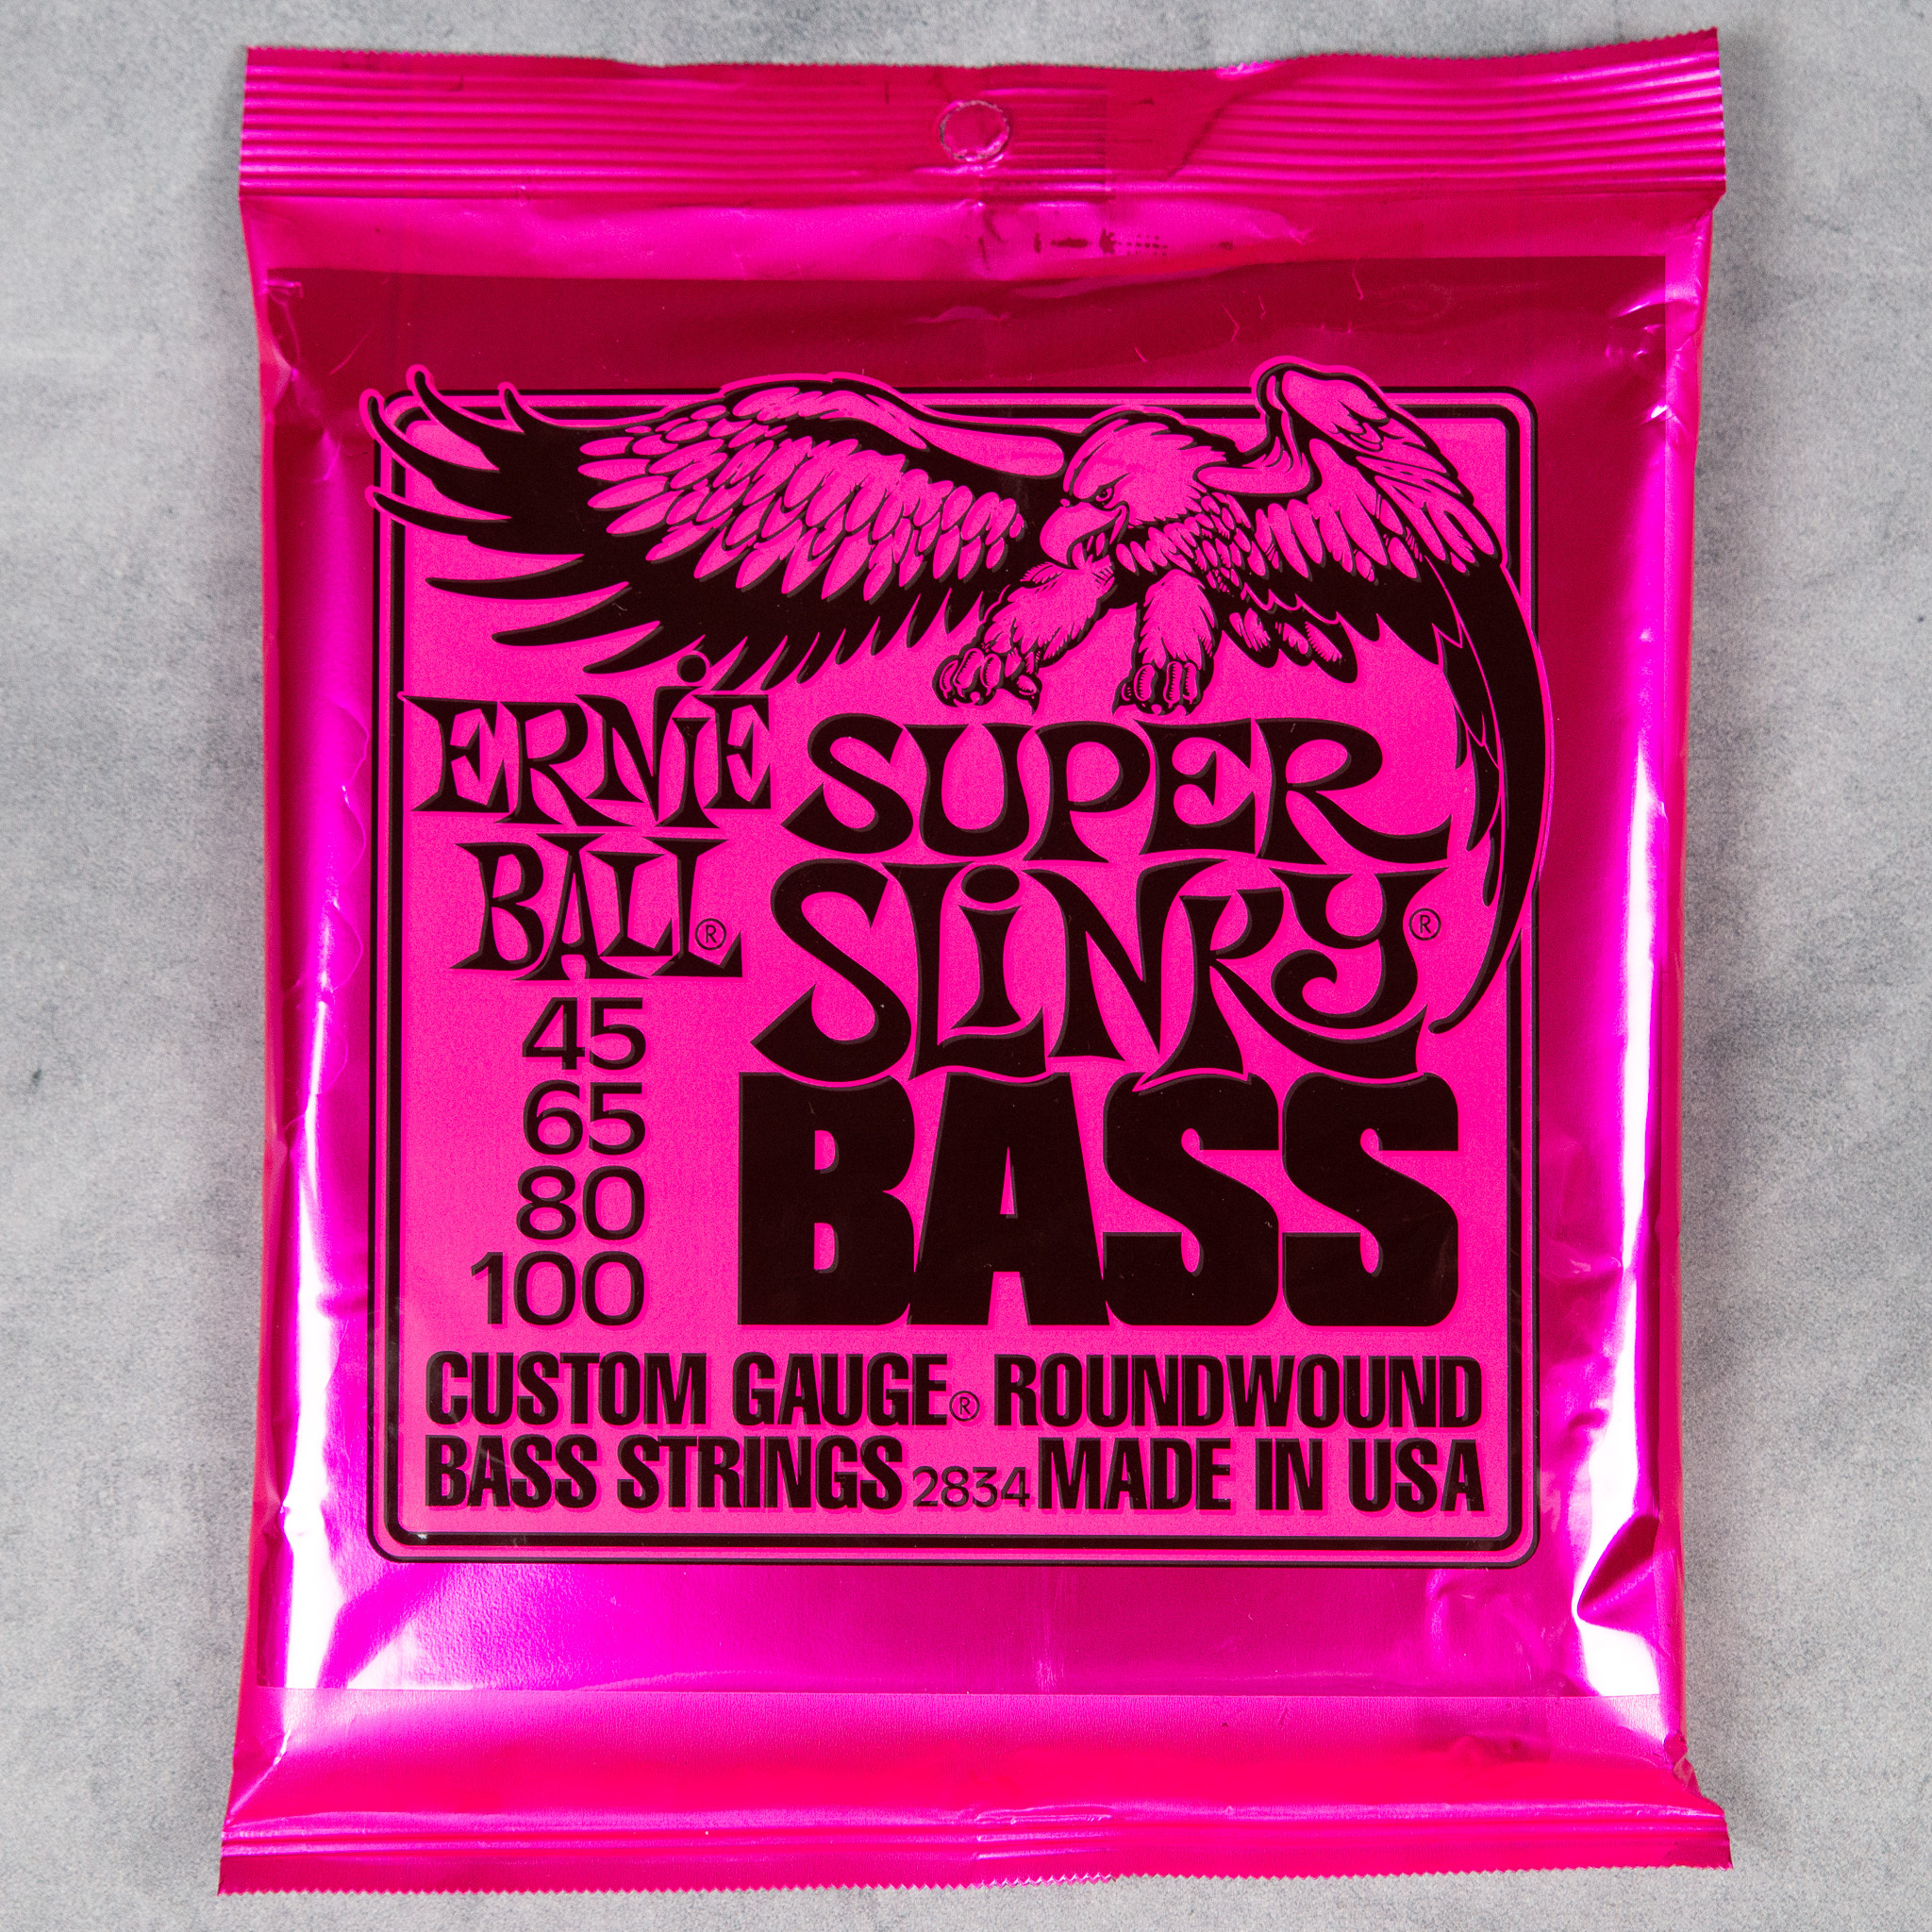 ERNiE BALL®
SUPER
SLiNKY®
BASS
45
65
80
100
CUSTOM GAUGE® ROUNDWOUND
BASS STRINGS 2834 MADE IN USA